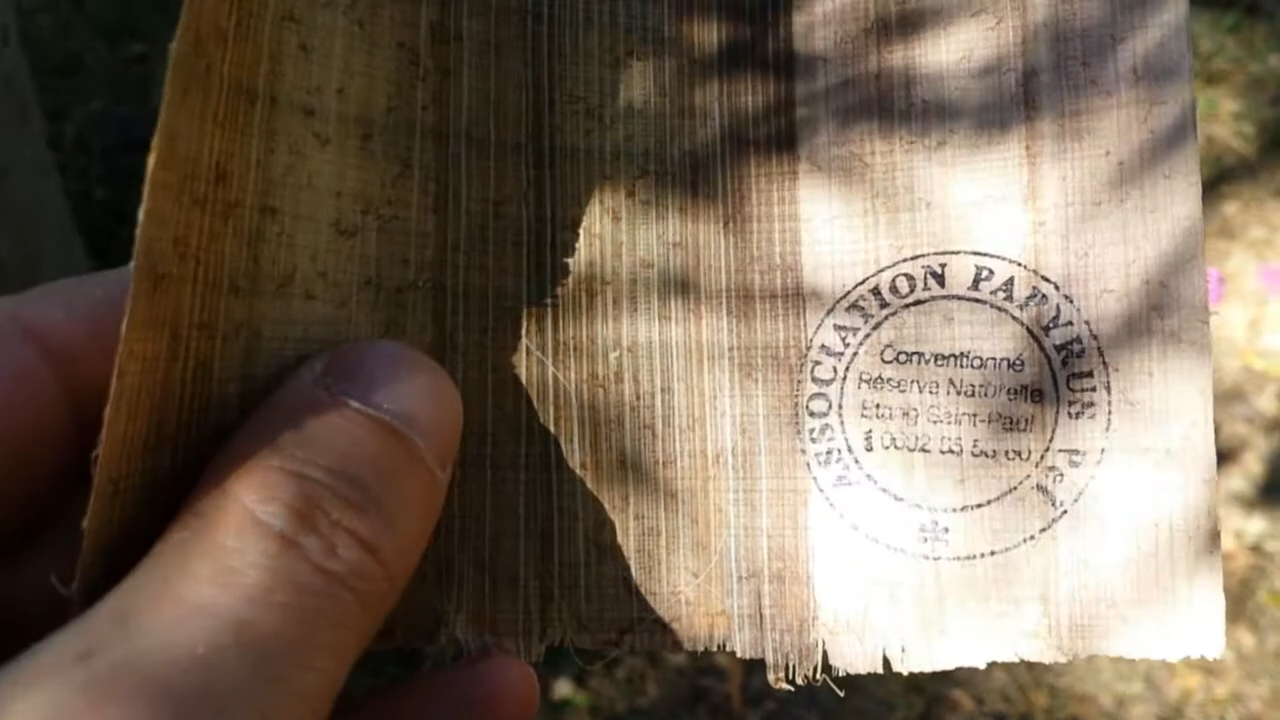 ASSOCIATION PAPYRUS
Conventionné
Réserve Naturelle
Etang Saint-Paul